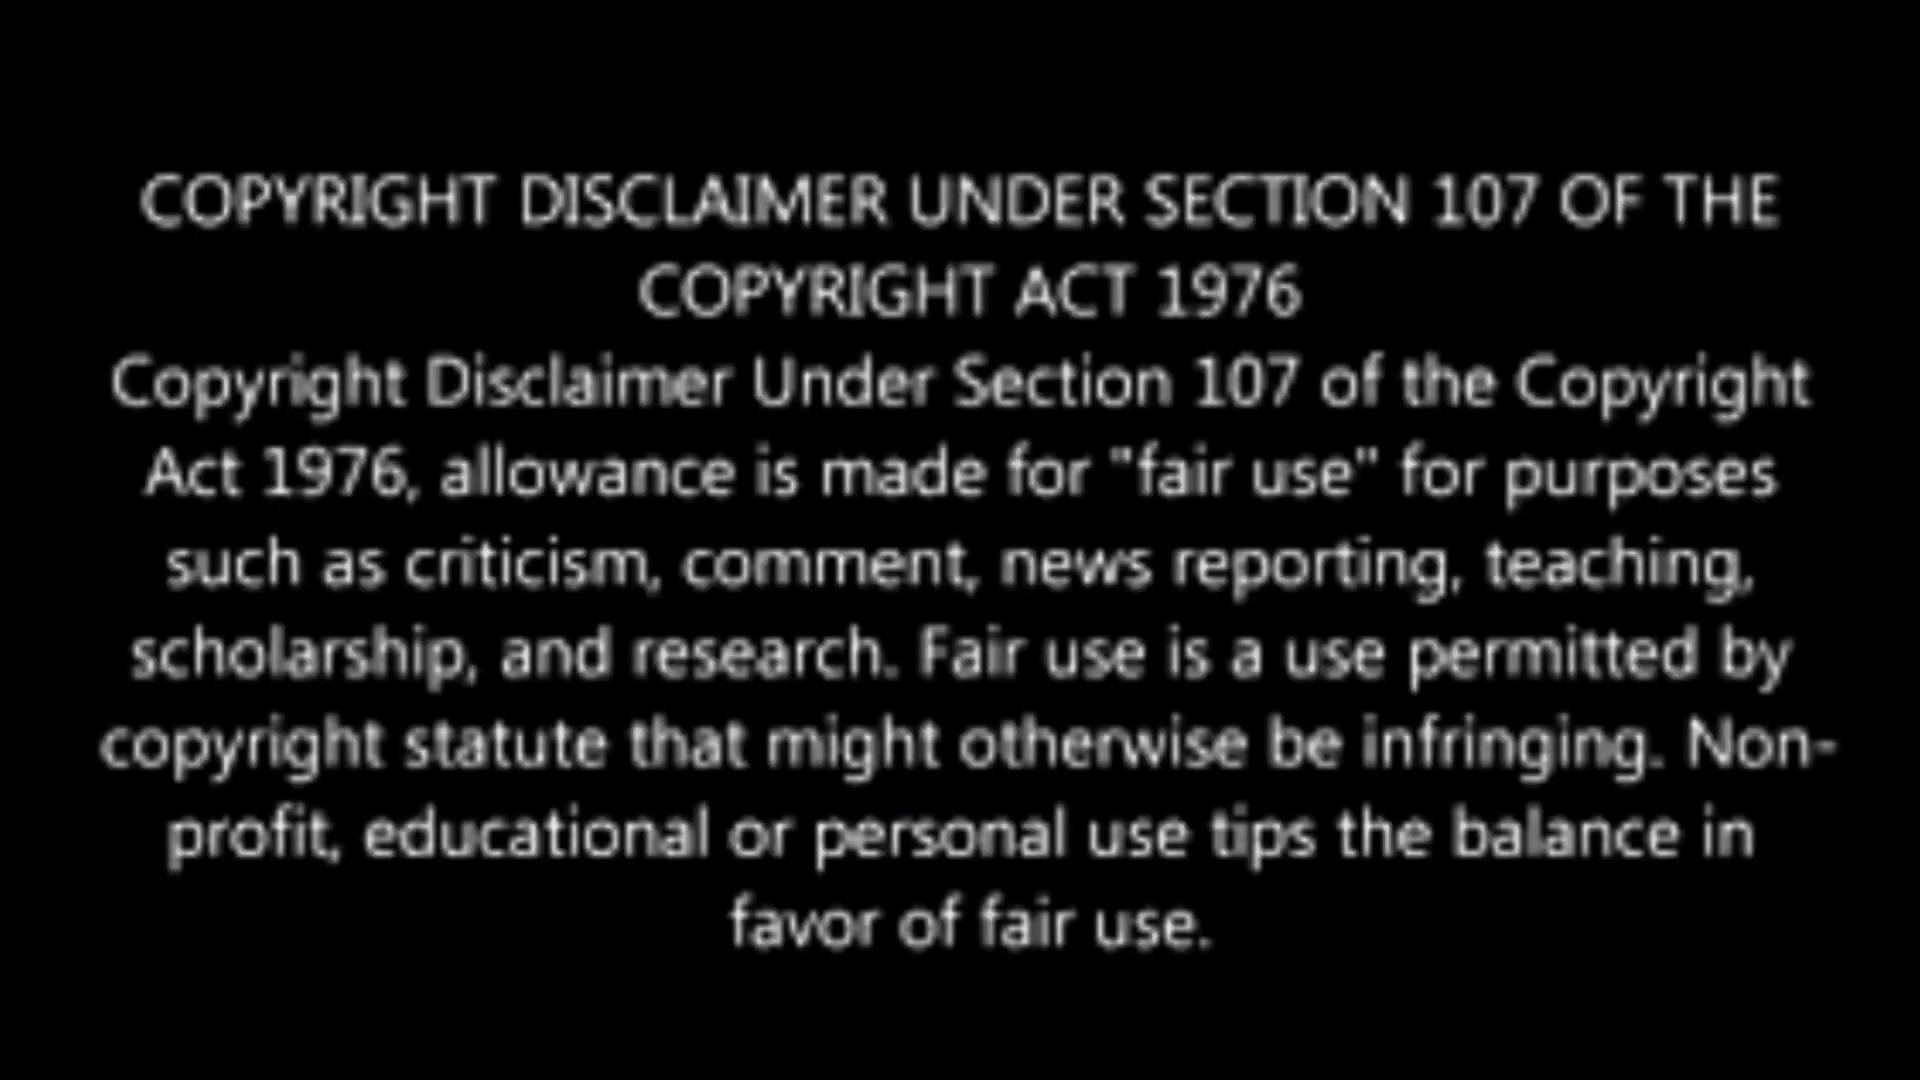 COPYRIGHT DISCLAIMER UNDER SECTION 107 OF THE
COPYRIGHT ACT 1976
Copyright Disclaimer Under Section 107 of the Copyright
Act 1976, allowance is made for "fair use" for purposes
such as criticism, comment, news reporting, teaching,
scholarship, and research. Fair use is a use permitted by
copyright statute that might otherwise be infringing. Non-
profit, educational or personal use tips the balance in
favor of fair use.